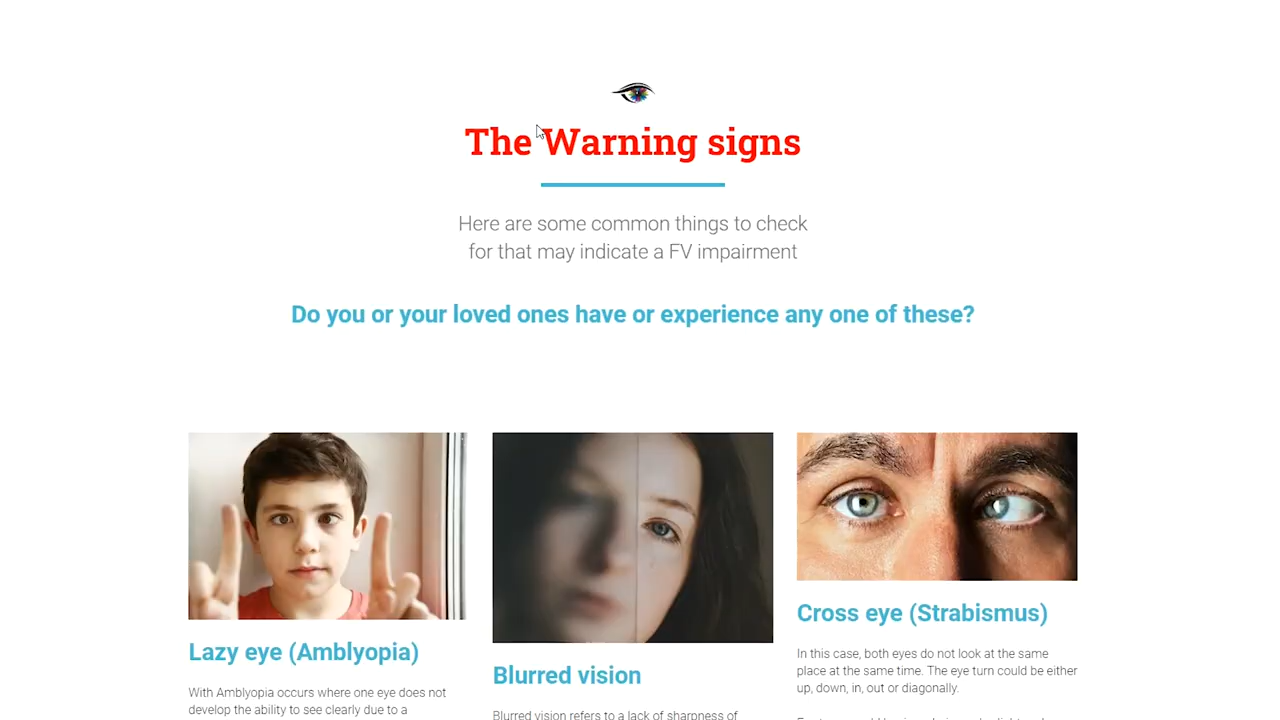 The Warning signs
Here are some common things to check
for that may indicate a FV impairment
Do you or your loved ones have or experience any one of these?
Lazy eye (Amblyopia)
With Amblyopia occurs where one eye does not
develop the ability to see clearly due to a
Blurred vision
Blurred vision refers to a lack of sharpness of
Cross eye (Strabismus)
In this case, both eyes do not look at the same
place at the same time. The eye turn could be either
up, down, in, out or diagonally.